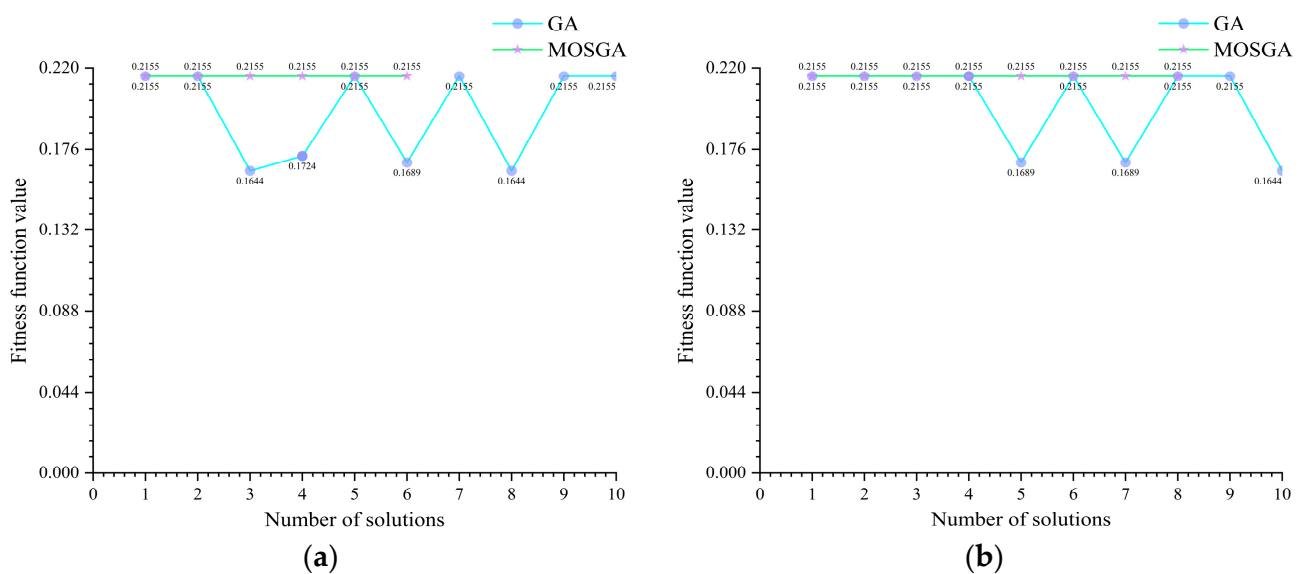 GA
MOSGA
0.220
0.176
0.132
0.088
0.044
0.000
Fitness function value
0.2155 0.2155 0.2155 0.2155 0.2155 0.2155
0.2155 0.2155 0.2155 0.2155 0.2155 0.2155
0.1724
0.1644 0.1689 0.1644
0 1 2 3 4 5 6 7 8 9 10
Number of solutions
(a)
GA
MOSGA
0.220
0.176
0.132
0.088
0.044
0.000
Fitness function value
0.2155 0.2155 0.2155 0.2155 0.2155 0.2155 0.2155 0.2155
0.2155 0.2155 0.2155 0.2155 0.2155 0.2155 0.2155
0.1689 0.1689
0.1644
0 1 2 3 4 5 6 7 8 9 10
Number of solutions
(b)